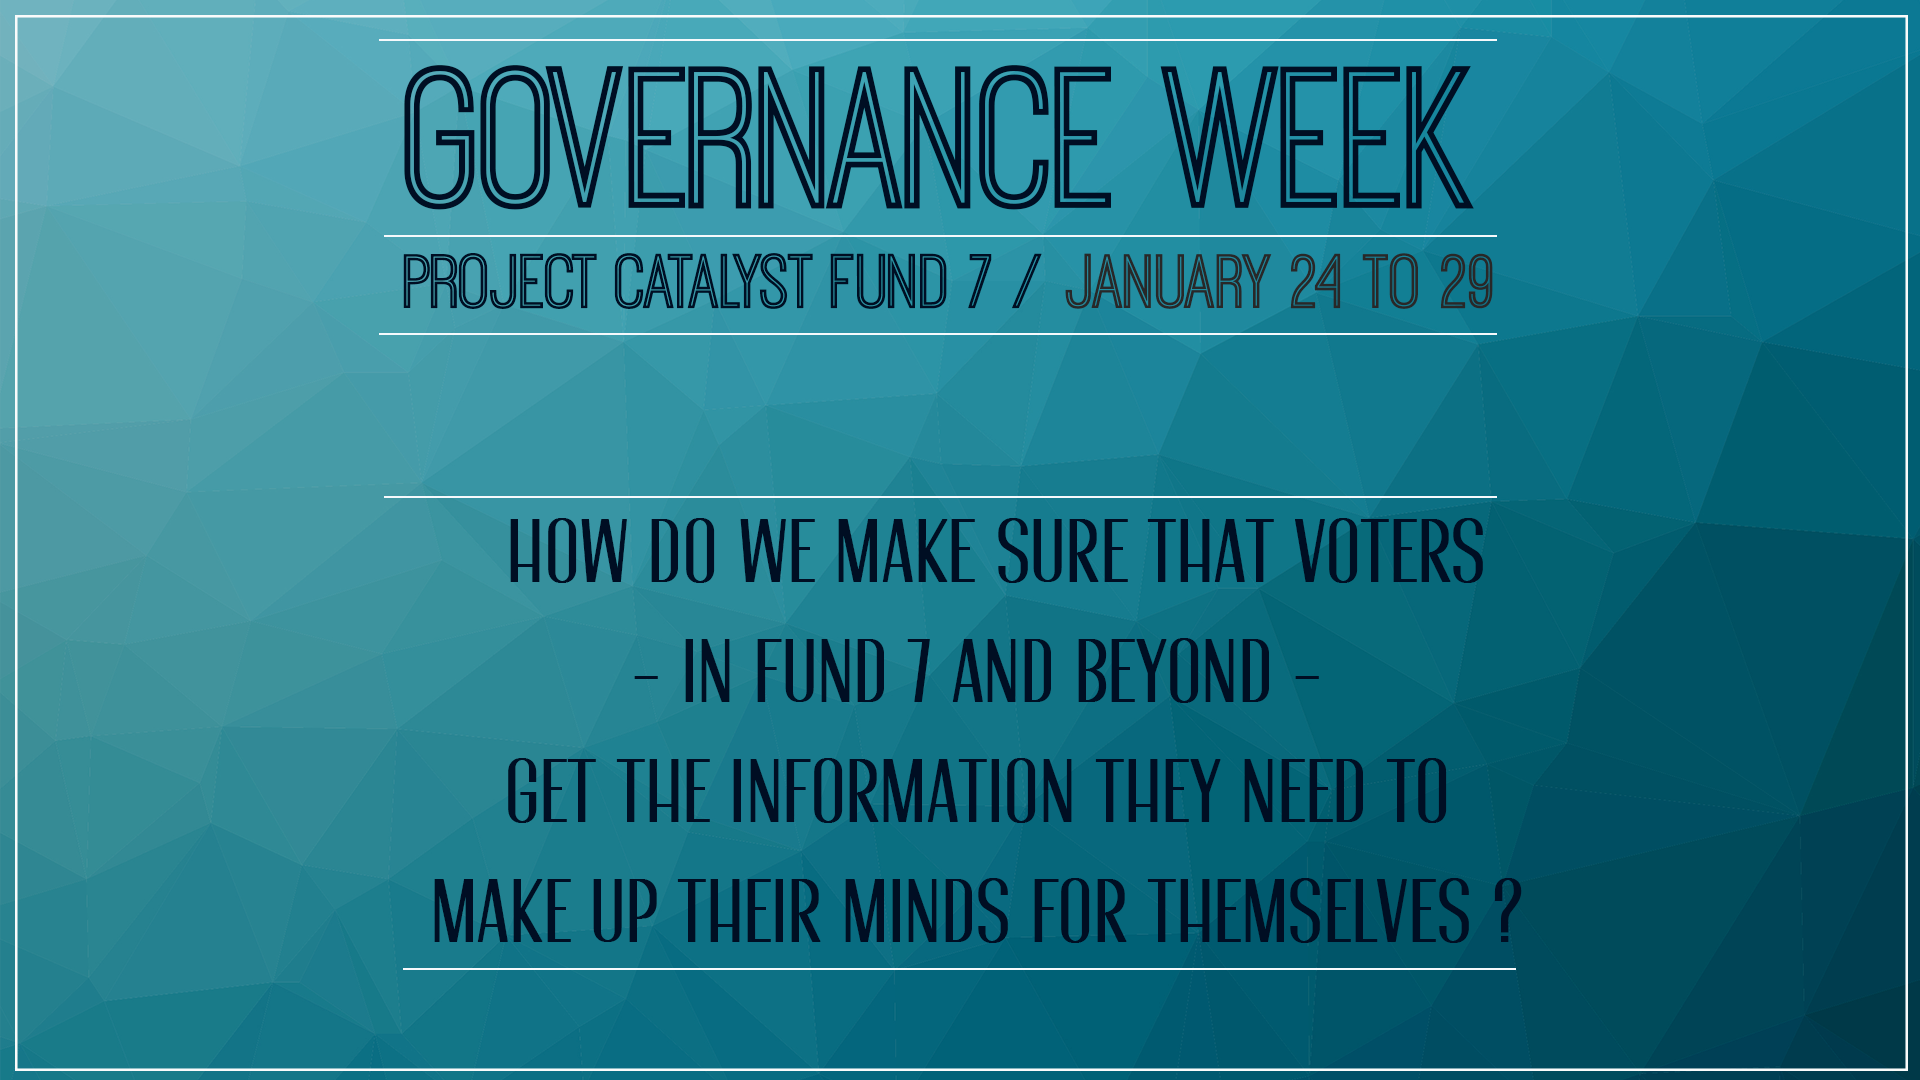 GOVERNANCE WEEK
PROJECT CATALYST FUND 7 / JANUARY 24 TO 29
HOW DO WE MAKE SURE THAT VOTERS
- IN FUND 7 AND BEYOND -
GET THE INFORMATION THEY NEED TO
MAKE UP THEIR MINDS FOR THEMSELVES ?